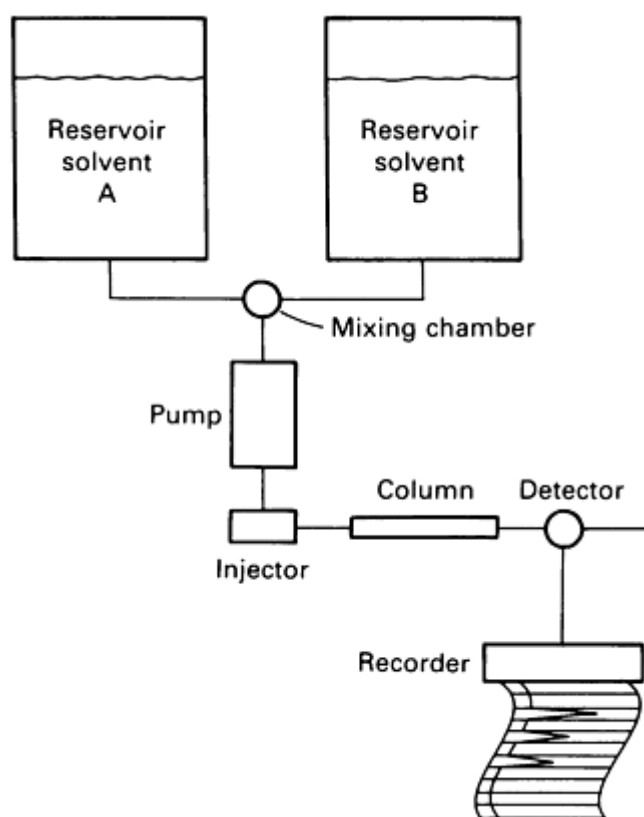 Reservoir
solvent
A
Reservoir
solvent
B
Mixing chamber
Pump
Column
Detector
Injector
Recorder